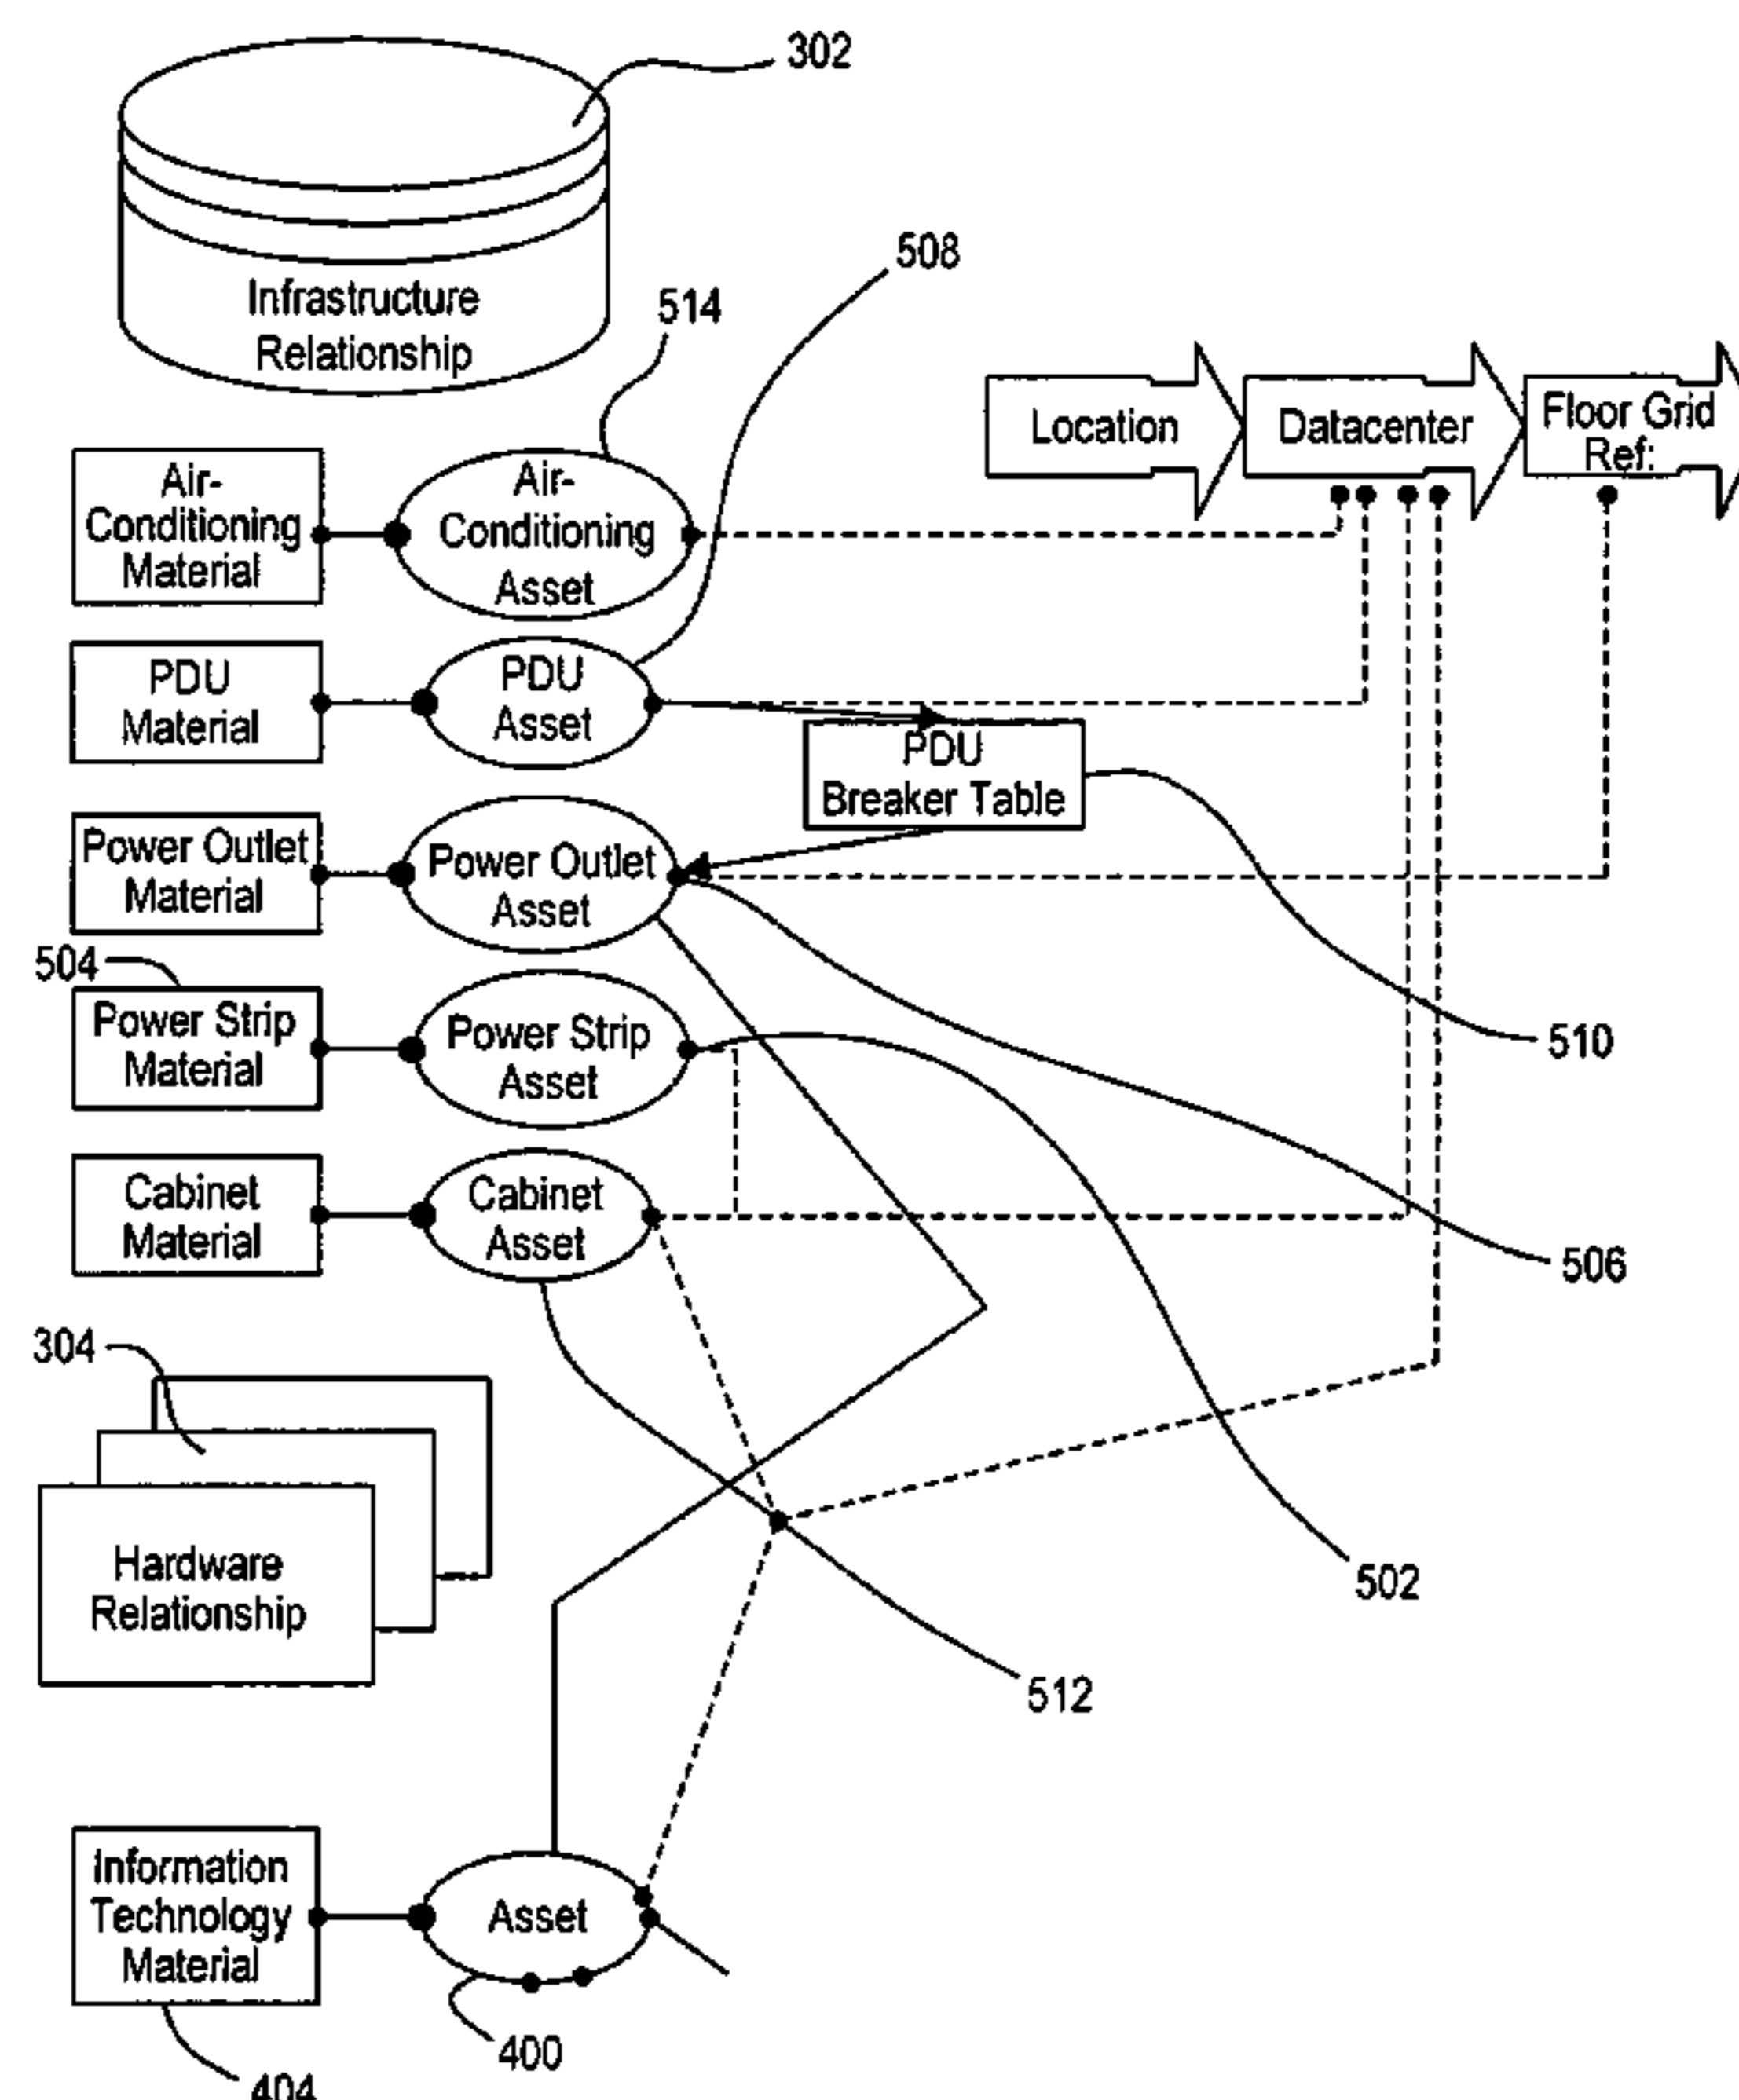 302
Infrastructure
Relationship
508
514
Location
Datacenter
Floor Grid
Ref:
Air-
Conditioning
Material
Air-
Conditioning
Asset
PDU
Material
PDU
Asset
PDU
Breaker Table
Power Outlet
Material
Power Outlet
Asset
504
Power Strip
Material
Power Strip
Asset
510
Cabinet
Material
Cabinet
Asset
506
304
Hardware
Relationship
502
512
Information
Technology
Material
Asset
400
404